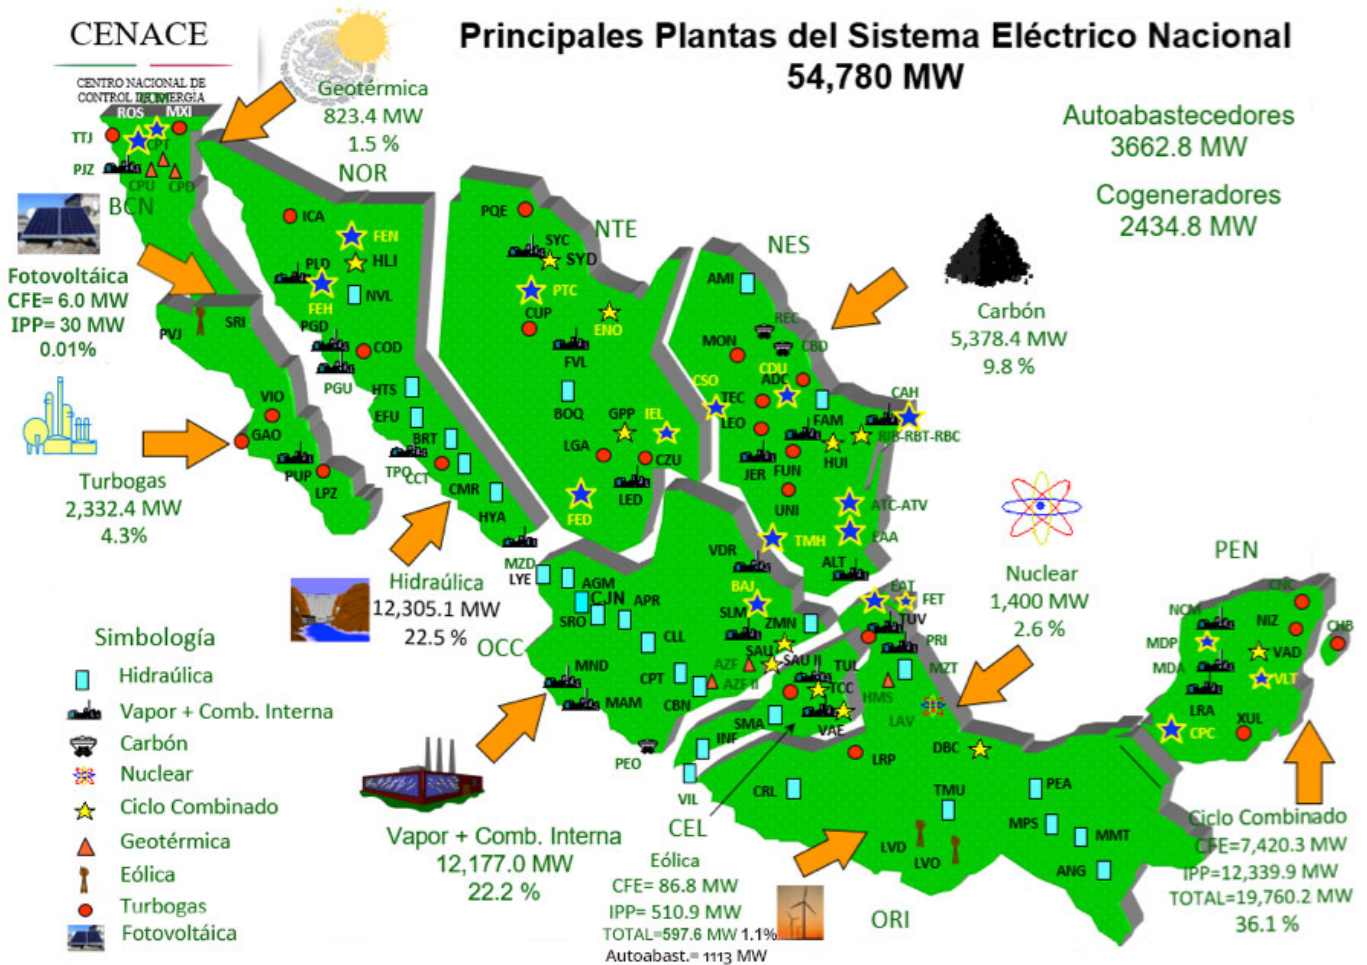 CENACE
CENTRO NACIONAL DE
CONTROL DE ENERGÍA
Principales Plantas del Sistema Eléctrico Nacional
54,780 MW
Autoabastecedores
3662.8 MW
Cogeneradores
2434.8 MW
Geotérmica
823.4 MW
1.5 %
ROS
MXI
TTJ
CPT
PJZ
CPU
CPD
BCN
Fotovoltáica
CFE= 6.0 MW
IPP= 30 MW
0.01%
PVJ
SRI
VIO
GAO
PUP
LPZ
Turbogas
2,332.4 MW
4.3%
NOR
ICA
FEN
PLD
HLI
FEH
NVL
PGD
COD
PGU
HTS
EFU
BRT
TPO
CCT
CMR
HYA
MZD
Hidraúlica
12,305.1 MW
22.5 %
NTE
PQE
SYC
SYD
PTC
CUP
ENO
FVL
BOQ
GPP
IEL
LGA
CZU
LED
FED
NES
AMI
REC
CBD
MON
CSO
CDU
ADC
TEC
LEO
FAM
CAH
RIB-RBT-RBC
JER
FUN
HUI
UNI
ATC-ATV
EAA
TMH
ALT
Carbón
5,378.4 MW
9.8 %
Nuclear
1,400 MW
2.6 %
OCC
LYE
AGM
CJN
SRO
APR
CLL
CPT
CBN
MND
MAM
PEO
VDR
BAJ
SLM
ZMN
SAU
SAU II
AZF
AZF II
Vapor + Comb. Interna
12,177.0 MW
22.2 %
CEL
TUL
TCC
SMA
VAE
INF
VIL
EAT
FET
TUV
PRI
MZT
HMS
LAV
LRP
DBC
CRL
TMU
PEA
MPS
MMT
ANG
LVD
LVO
ORI
Eólica
CFE= 86.8 MW
IPP= 510.9 MW
TOTAL=597.6 MW 1.1%
Autoabast.= 1113 MW
PEN
CNC
NCM
NIZ
CHB
MDP
VAD
MDA
VLT
LRA
XUL
CPC
Ciclo Combinado
CFE=7,420.3 MW
IPP=12,339.9 MW
TOTAL=19,760.2 MW
36.1 %
Simbología
Hidraúlica
Vapor + Comb. Interna
Carbón
Nuclear
Ciclo Combinado
Geotérmica
Eólica
Turbogas
Fotovoltáica